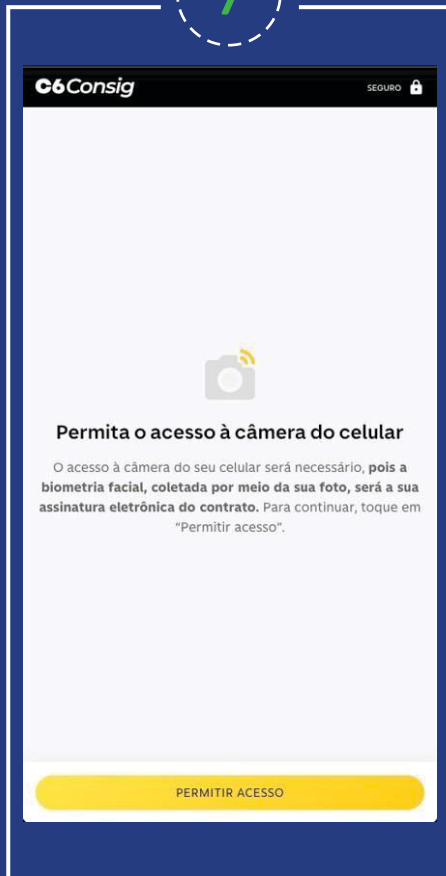 7
C6Consig
SEGURO
Permita o acesso à câmera do celular
O acesso à câmera do seu celular será necessário, pois a
biometria facial, coletada por meio da sua foto, será a sua
assinatura eletrônica do contrato. Para continuar, toque em
"Permitir acesso".
PERMITIR ACESSO